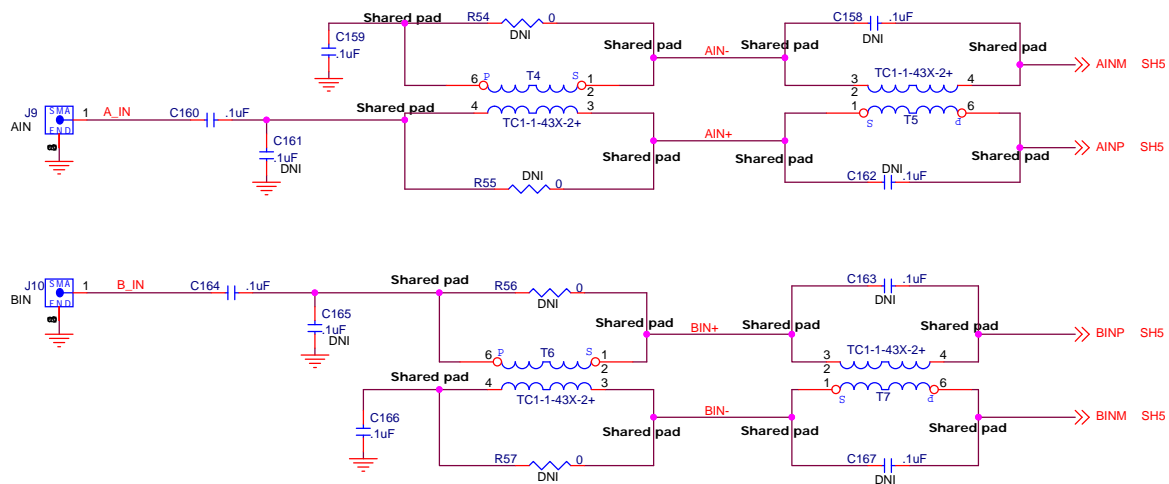 Shared pad R54 0 Shared pad C158 .1uF
C159 DNI DNI
.1uF Shared pad AIN- Shared pad AINM SH5
6 P T4 S 1 TC1-1-43X-2+
2 3 4
2
J9 SMA 1 A_IN C160 .1uF 4 3 1 6
AIN END TC1-1-43X-2+ S T5 P
Shared pad AIN+ Shared pad AINP SH5
C161
.1uF
DNI DNI Shared pad Shared pad
R55 0 C162 .1uF
DNI
Shared pad C163 .1uF
J10 SMA 1 B_IN C164 .1uF R56 0 DNI
BIN END DNI
C165 Shared pad BIN+ Shared pad BINP SH5
.1uF
DNI 6 P T6 S 1 TC1-1-43X-2+
2 3 4
2
Shared pad 4 3 1 6
TC1-1-43X-2+ S T7 P
C166 BIN- BINM SH5
.1uF Shared pad Shared pad Shared pad
R57 0 C167 .1uF
DNI DNI